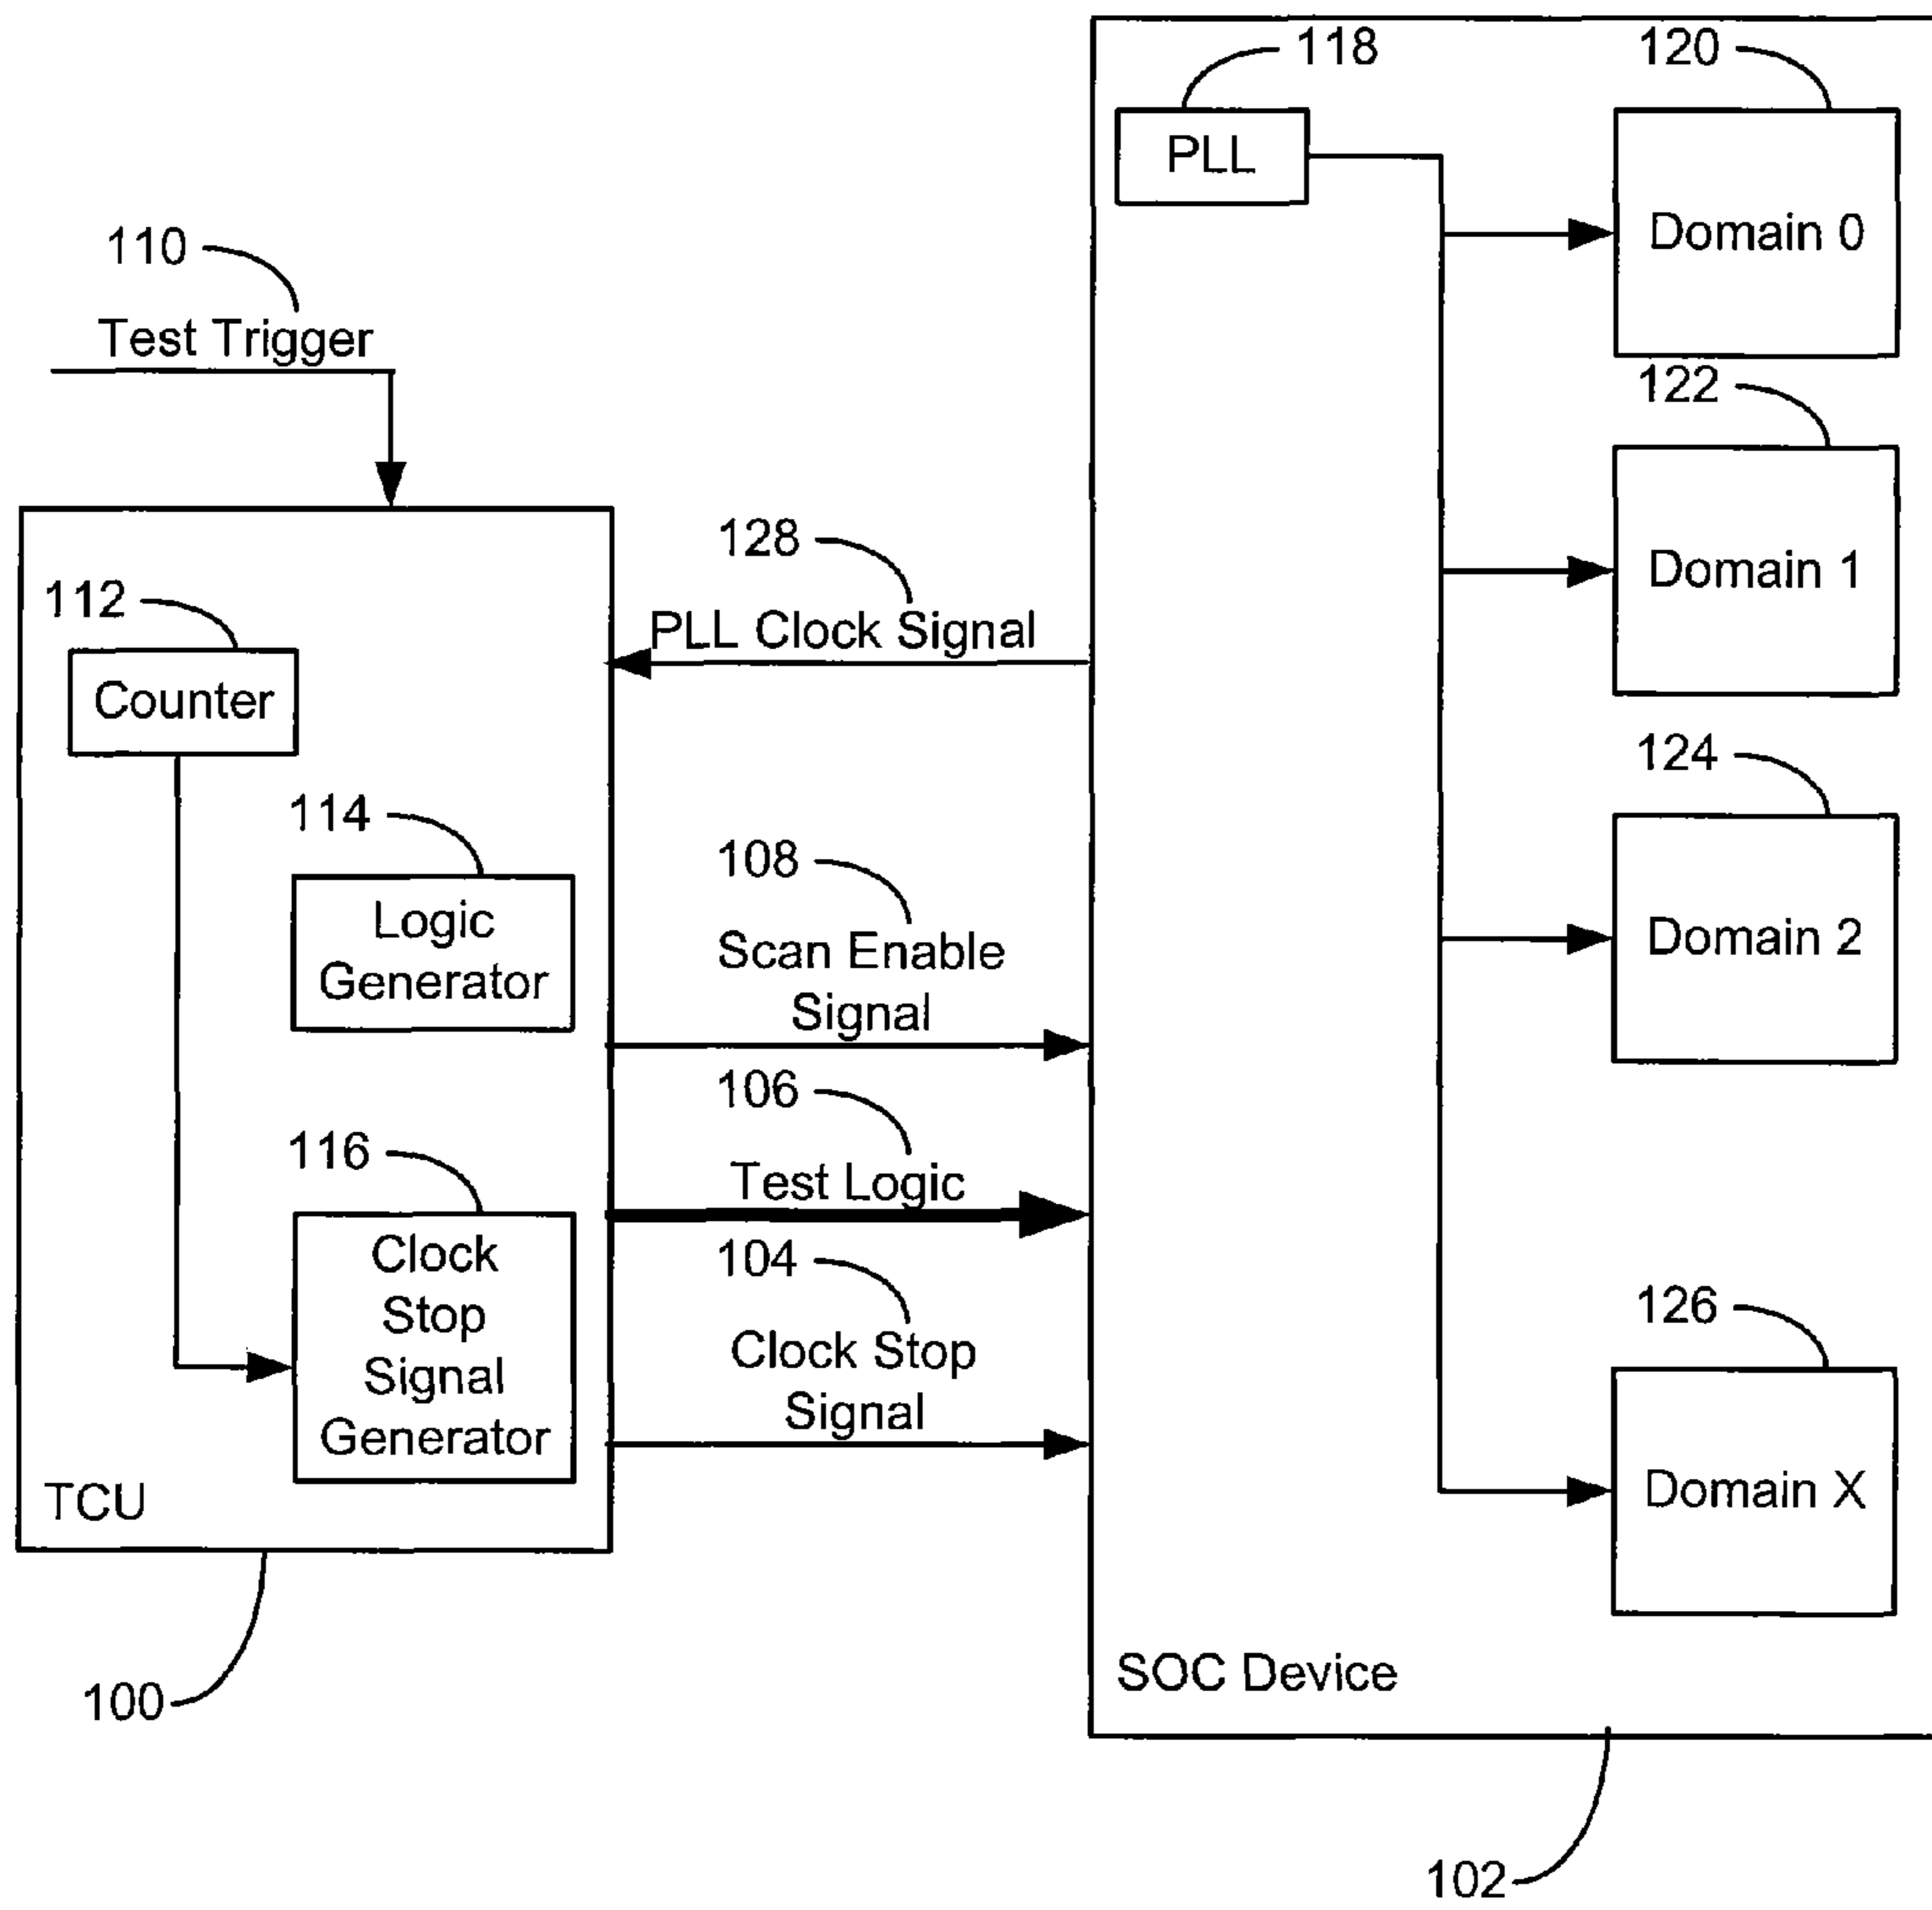 118
120
PLL
Domain 0
110
Test Trigger
122
Domain 1
128
PLL Clock Signal
112
Counter
124
Domain 2
114
Logic
Generator
108
Scan Enable
Signal
106
Test Logic
116
Clock
Stop
Signal
Generator
104
Clock Stop
Signal
126
Domain X
TCU
SOC Device
100
102